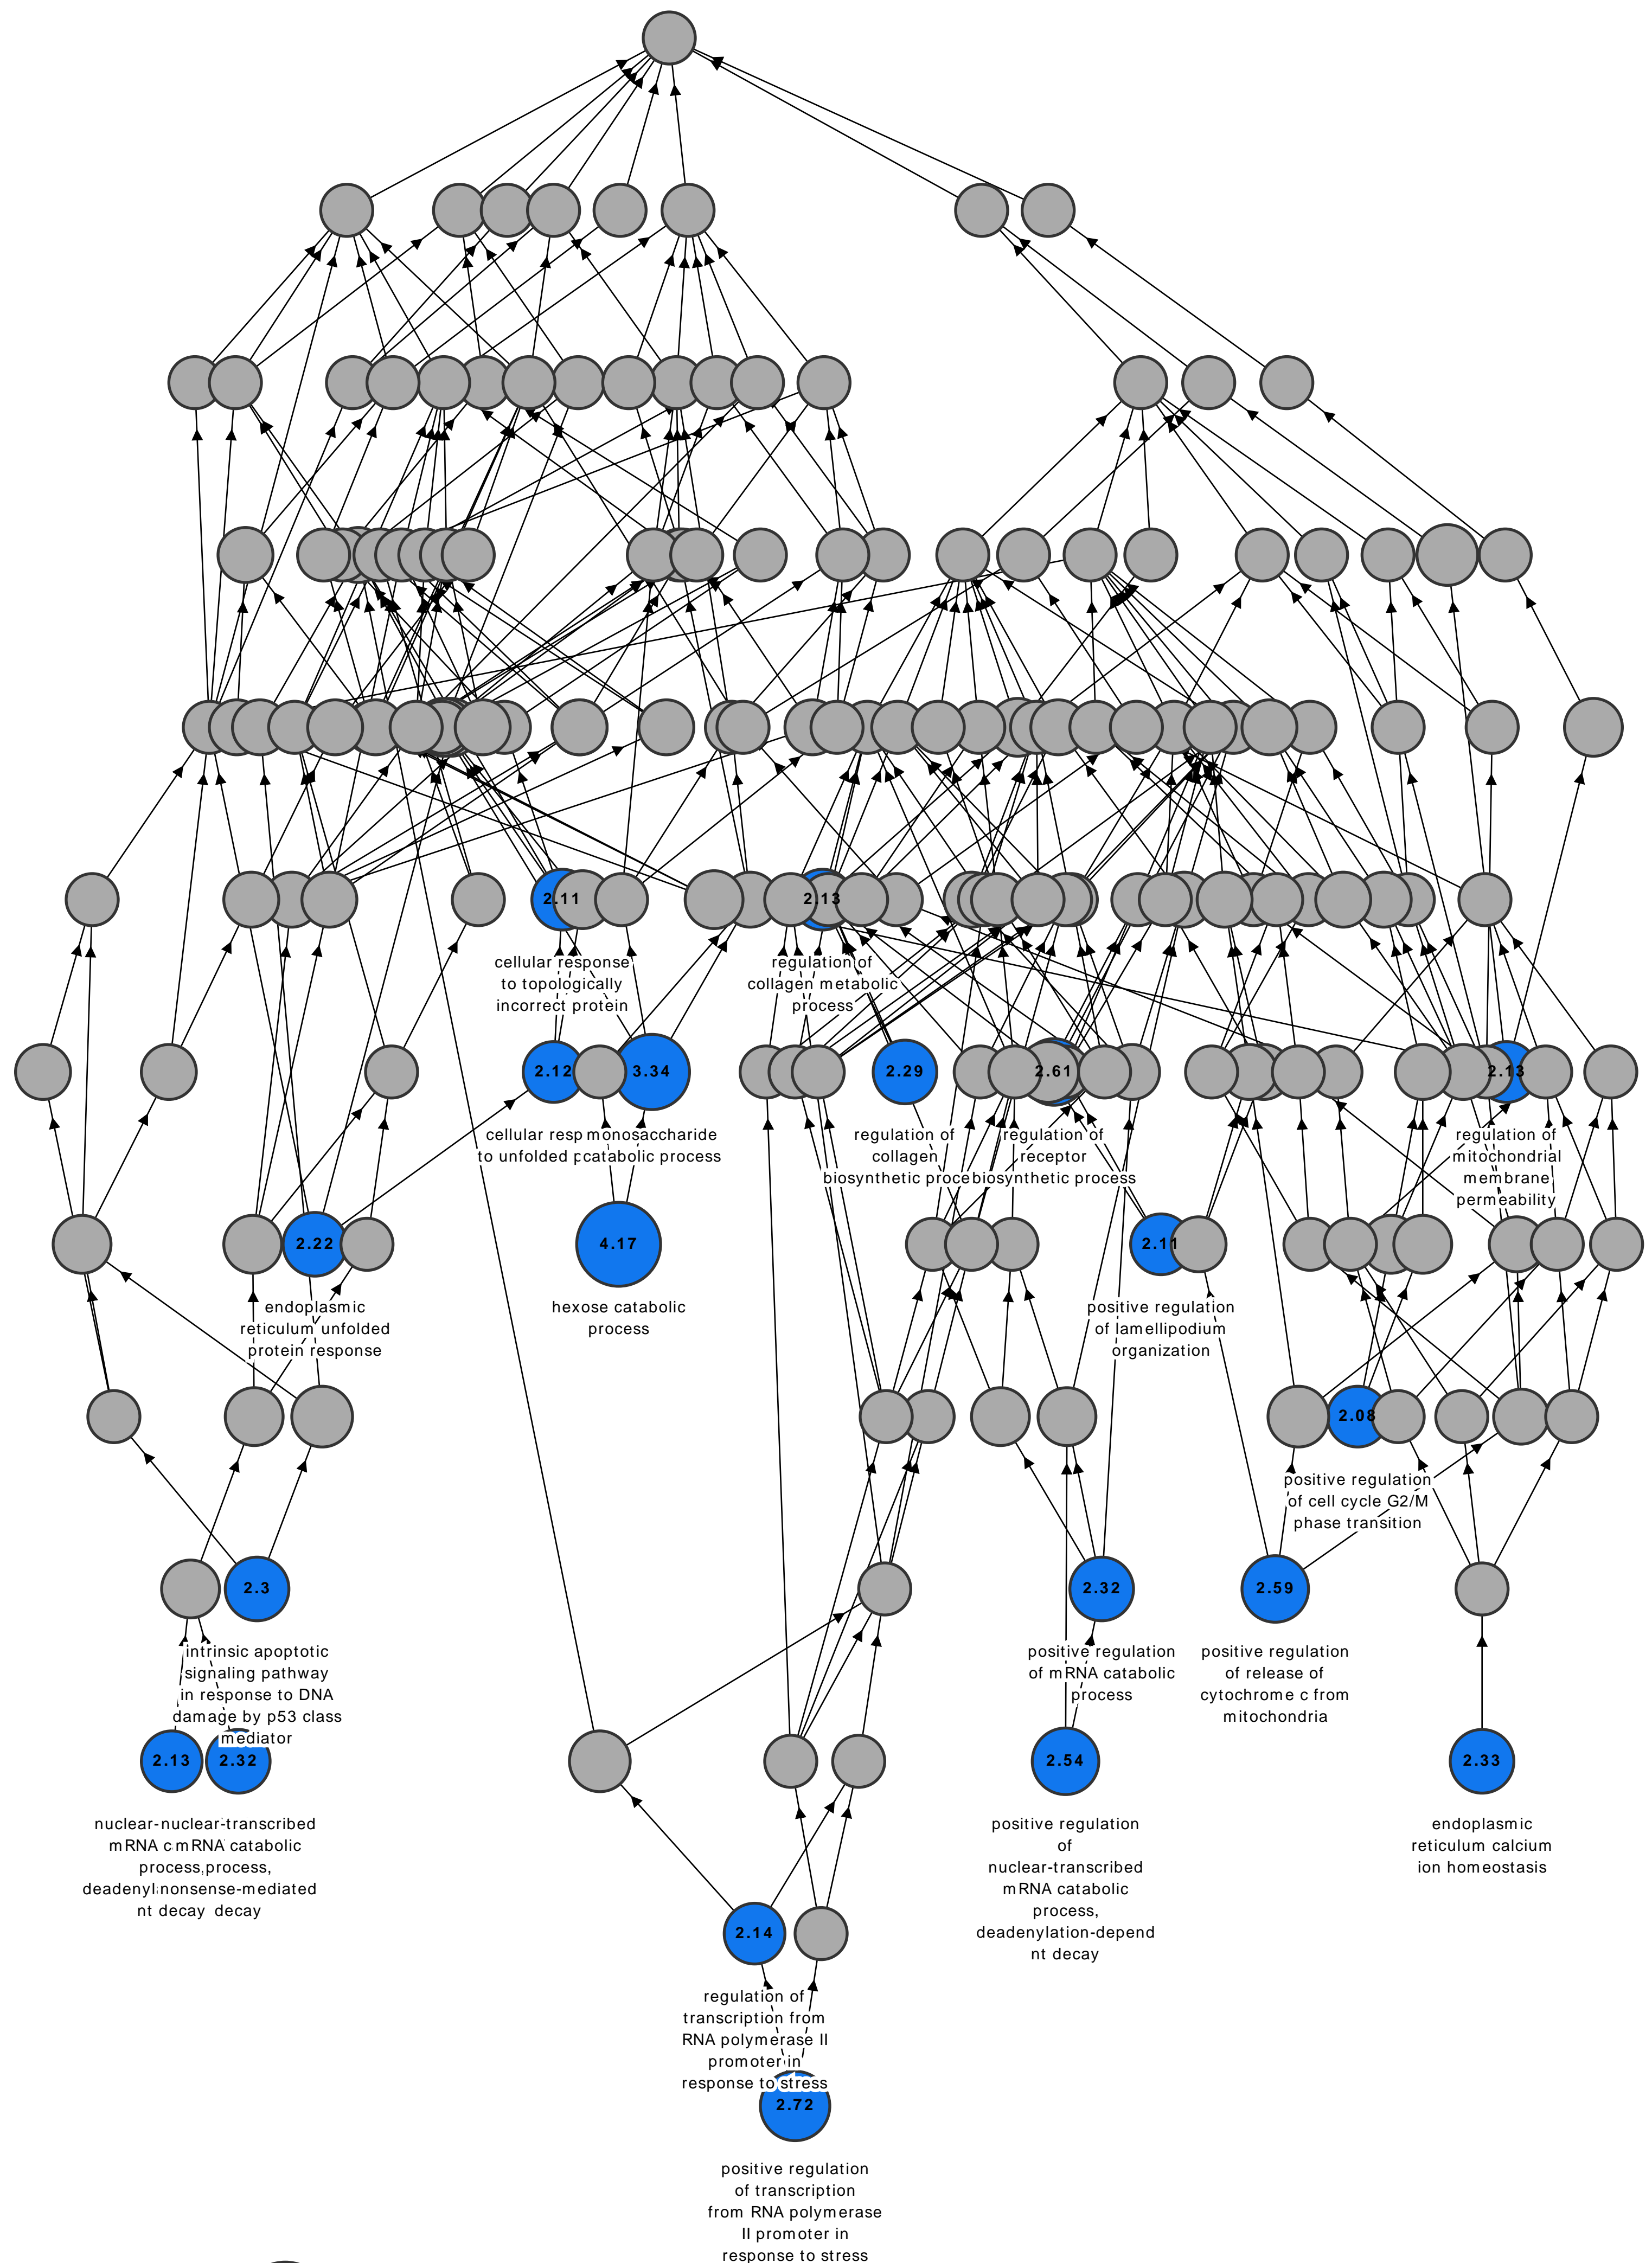 2.11
2.13
cellular response
to topologically
incorrect protein
regulation of
collagen metabolic
process
2.12
3.34
2.29
2.61
2.13
cellular resp
to unfolded p
monosaccharide
catabolic process
regulation of
collagen
biosynthetic proce
regulation of
receptor
biosynthetic process
regulation of
mitochondrial
membrane
permeability
2.22
4.17
2.11
endoplasmic
reticulum unfolded
protein response
hexose catabolic
process
positive regulation
of lamellipodium
organization
2.08
positive regulation
of cell cycle G2/M
phase transition
2.3
2.32
2.59
intrinsic apoptotic
signaling pathway
in response to DNA
damage by p53 class
mediator
positive regulation
of mRNA catabolic
process
positive regulation
of release of
cytochrome c from
mitochondria
2.13
2.32
2.54
2.33
nuclear-
mRNA c
process,
deadenyl
nt decay
nuclear-transcribed
mRNA catabolic
process,
nonsense-mediated
decay
positive regulation
of
nuclear-transcribed
mRNA catabolic
process,
deadenylation-depend
nt decay
endoplasmic
reticulum calcium
ion homeostasis
2.14
regulation of
transcription from
RNA polymerase II
promoter in
response to stress
2.72
positive regulation
of transcription
from RNA polymerase
II promoter in
response to stress